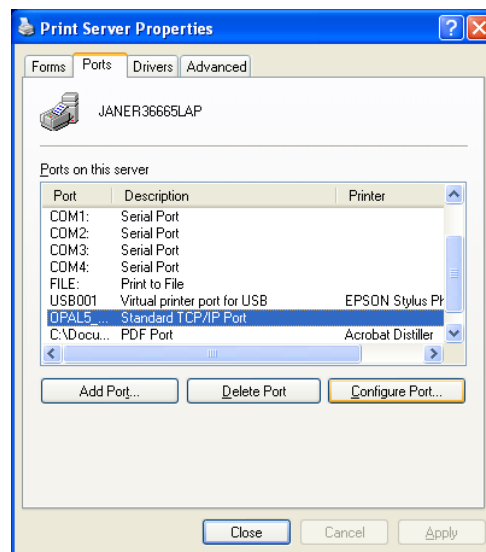 Print Server Properties
Forms Ports Drivers Advanced
JANER36665LAP
Ports on this server
Port Description Printer
COM1: Serial Port
COM2: Serial Port
COM3: Serial Port
COM4: Serial Port
FILE: Print to File
USB001 Virtual printer port for USB EPSON Stylus Ph
OPAL5_... Standard TCP/IP Port
C:\Docu... PDF Port Acrobat Distiller
Add Port... Delete Port Configure Port...
Close Cancel Apply